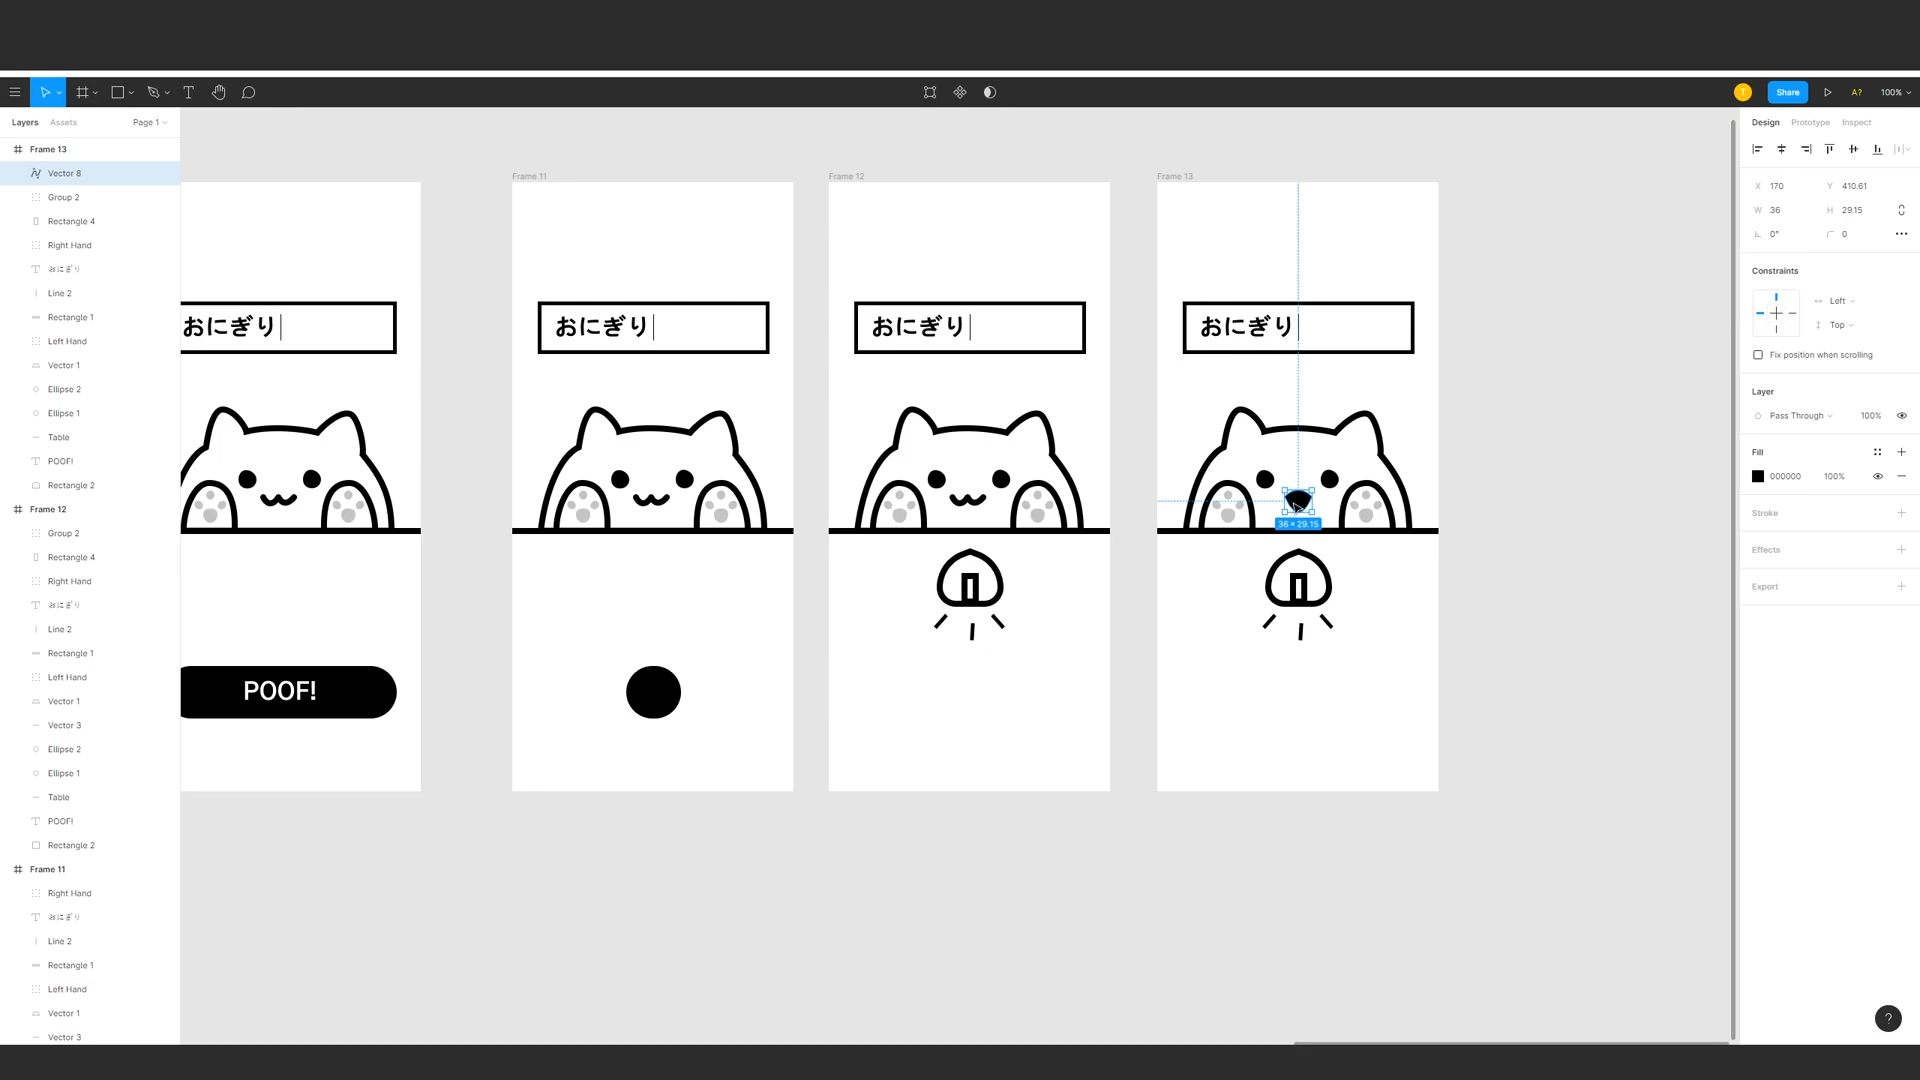 T
Share
A?
100%
Layers
Assets
Page 1
Design
Prototype
Inspect
Frame 13
Vector 8
Group 2
Rectangle 4
Right Hand
おにぎり
Line 2
Rectangle 1
Left Hand
Vector 1
Ellipse 2
Ellipse 1
Table
POOF!
Rectangle 2
Frame 12
Group 2
Rectangle 4
Right Hand
おにぎり
Line 2
Rectangle 1
Left Hand
Vector 1
Vector 3
Ellipse 2
Ellipse 1
Table
POOF!
Rectangle 2
Frame 11
Right Hand
おにぎり
Line 2
Rectangle 1
Left Hand
Vector 1
Vector 3
おにぎり
POOF!
Frame 11
おにぎり
Frame 12
おにぎり
Frame 13
おにぎり
36 × 29.15
X 170 Y 410.61
W 36 H 29.15
0° 0
Constraints
Left
Top
Fix position when scrolling
Layer
Pass Through 100%
Fill
000000 100%
Stroke
Effects
Export
?